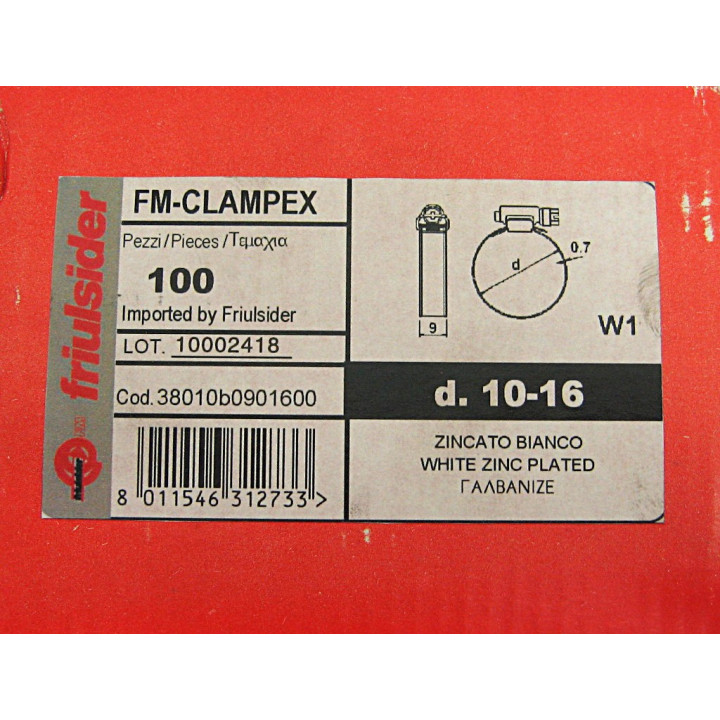 friulsider
FM-CLAMPEX
Pezzi/Pieces/Τεμαχια
100
Imported by Friulsider
LOT. 10002418
Cod. 38010b0901600
8 011546 312733>
9
d
0.7
W1
d. 10-16
ZINCATO BIANCO
WHITE ZINC PLATED
ΓΑΛΒΑΝΙΖΕ